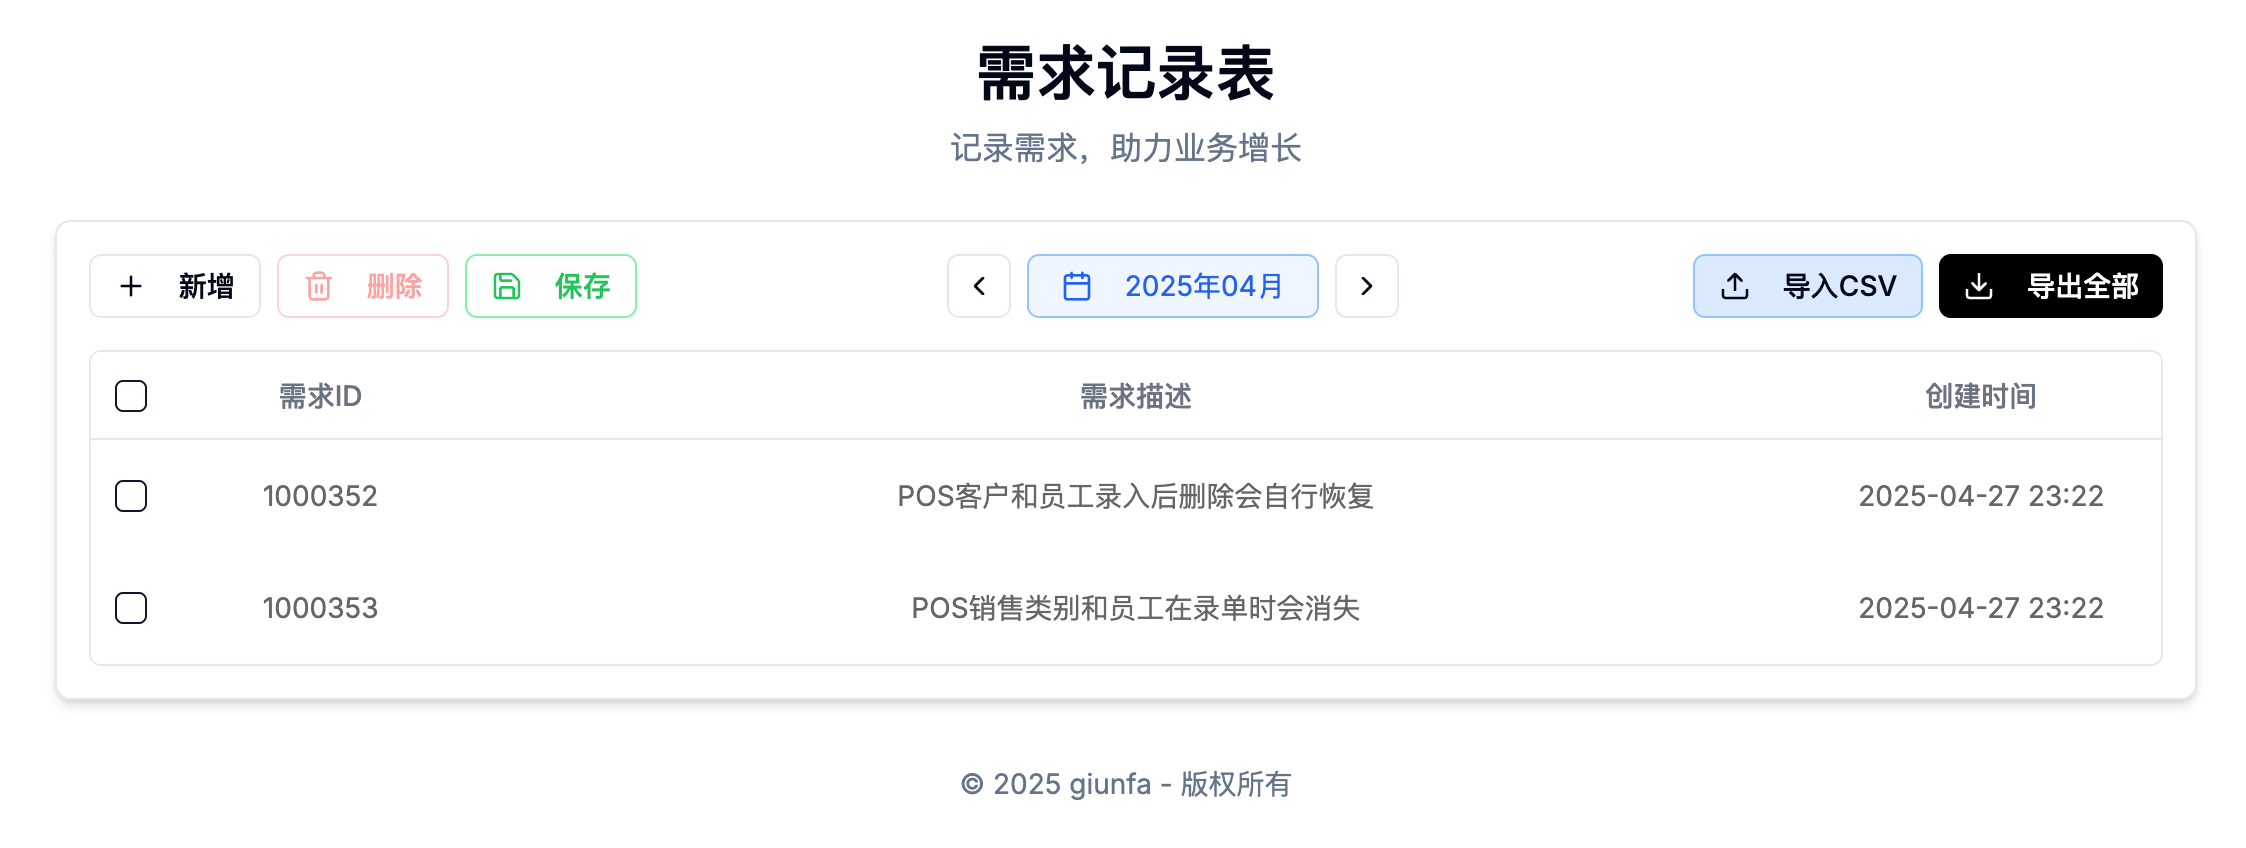 需求记录表
记录需求，助力业务增长
新增 删除 保存 2025年04月 导入CSV 导出全部
需求ID 需求描述 创建时间
1000352 POS客户和员工录入后删除会自行恢复 2025-04-27 23:22
1000353 POS销售类别和员工在录单时会消失 2025-04-27 23:22
© 2025 giunfa - 版权所有